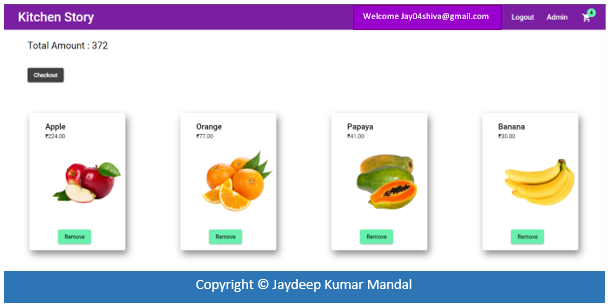 Kitchen Story
Welcome Jay04shiva@gmail.com
Logout
Admin
4
Total Amount : 372
Checkout
Apple
₹224.00
Remove
Orange
₹77.00
Remove
Papaya
₹41.00
Remove
Banana
₹30.00
Remove
Copyright © Jaydeep Kumar Mandal